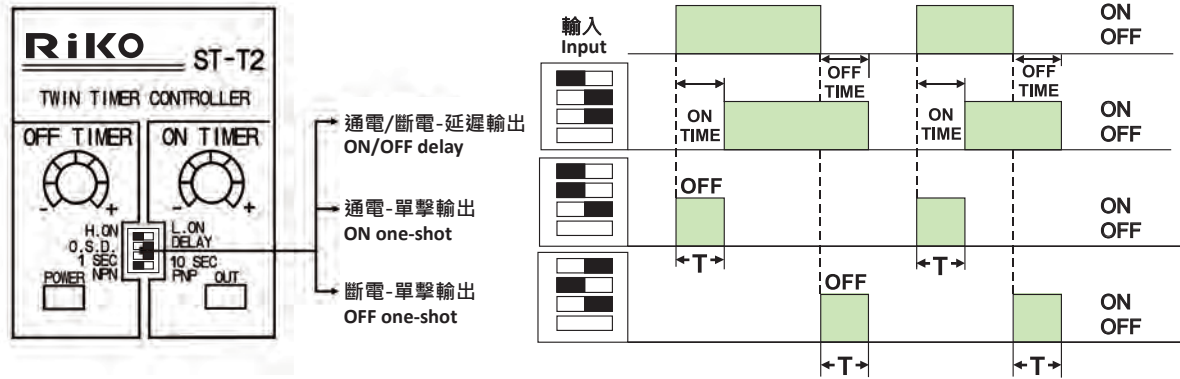 RiKO
ST-T2
TWIN TIMER CONTROLLER
OFF TIMER
ON TIMER
- +
- +
H.ON
L.ON
O.S.D.
DELAY
1 SEC
10 SEC
NPN
PNP
POWER
OUT
通電/斷電-延遲輸出
ON/OFF delay
通電-單擊輸出
ON one-shot
斷電-單擊輸出
OFF one-shot
輸入
Input
ON
OFF
ON
TIME
OFF
TIME
ON
TIME
OFF
TIME
ON
OFF
OFF
T
T
ON
OFF
OFF
T
T
ON
OFF